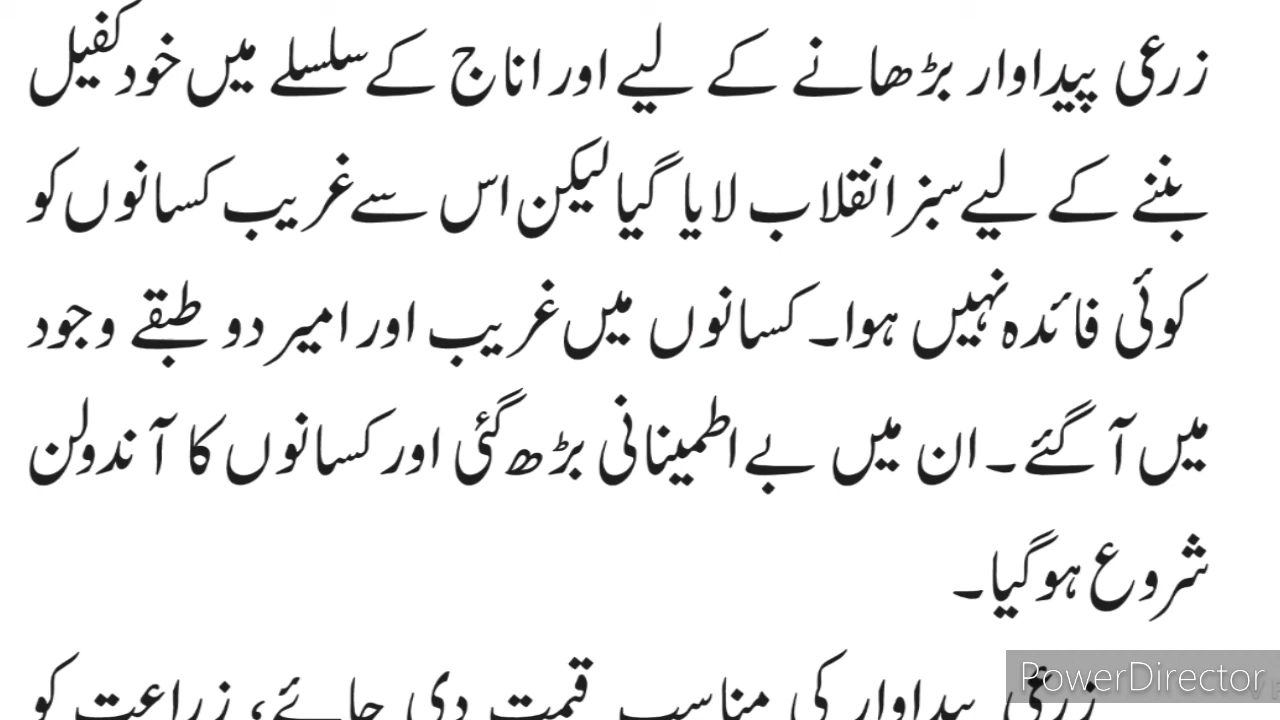 زرعی پیداوار بڑھانے کے لیے اور اناج کے سلسلے میں خود کفیل
بننے کے لیے سبز انقلاب لایا گیا لیکن اس سے غریب کسانوں کو
کوئی فائدہ نہیں ہوا۔ کسانوں میں غریب اور امیر دو طبقے وجود
میں آ گئے ۔ ان میں بے اطمینانی بڑھ گئی اور کسانوں کا آندولن
شروع ہو گیا ۔
زرعی پیداوار کی مناسب قیمت دی جائے، زراعت کو
PowerDirector